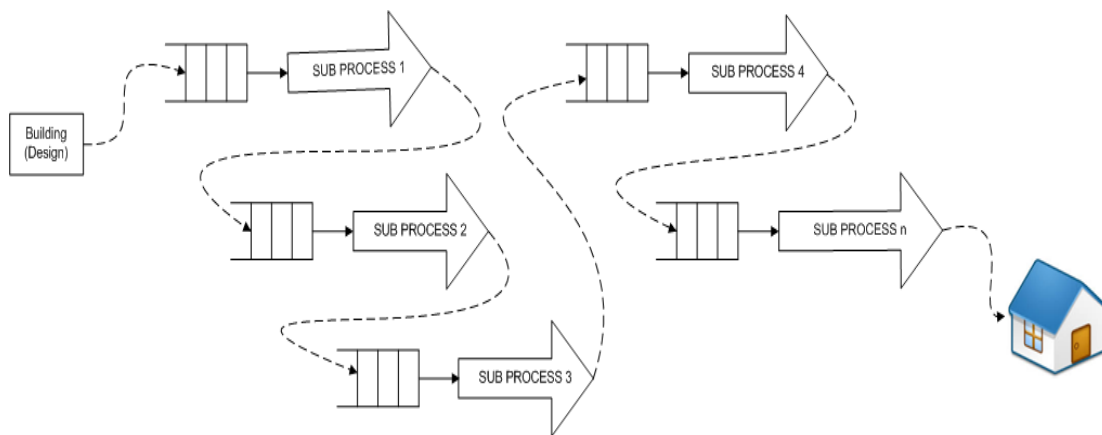 Building
(Design)
SUB PROCESS 1
SUB PROCESS 2
SUB PROCESS 3
SUB PROCESS 4
SUB PROCESS n